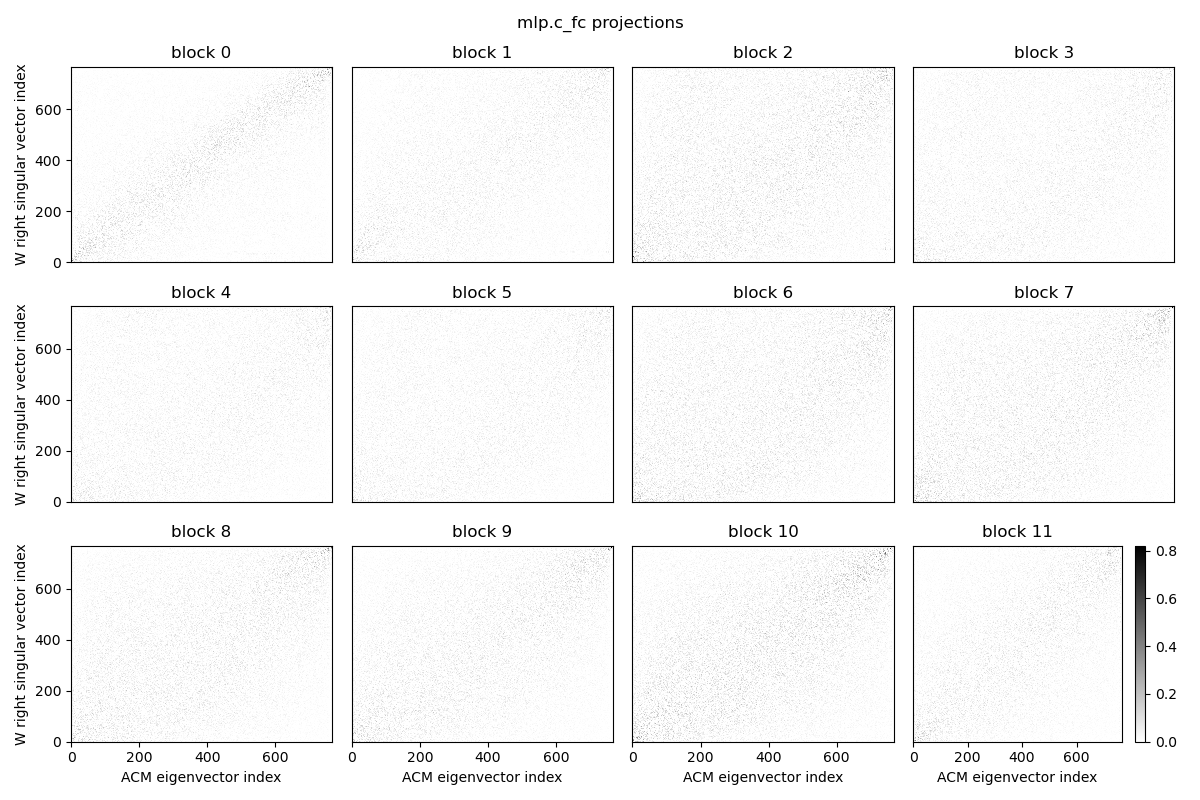 mlp.c_fc projections
block 0
block 1
block 2
block 3
W right singular vector index
600
400
200
0
block 4
block 5
block 6
block 7
W right singular vector index
600
400
200
0
block 8
block 9
block 10
block 11
W right singular vector index
600
400
200
0
0.8
0.6
0.4
0.2
0.0
0 200 400 600
0 200 400 600
0 200 400 600
0 200 400 600
ACM eigenvector index
ACM eigenvector index
ACM eigenvector index
ACM eigenvector index